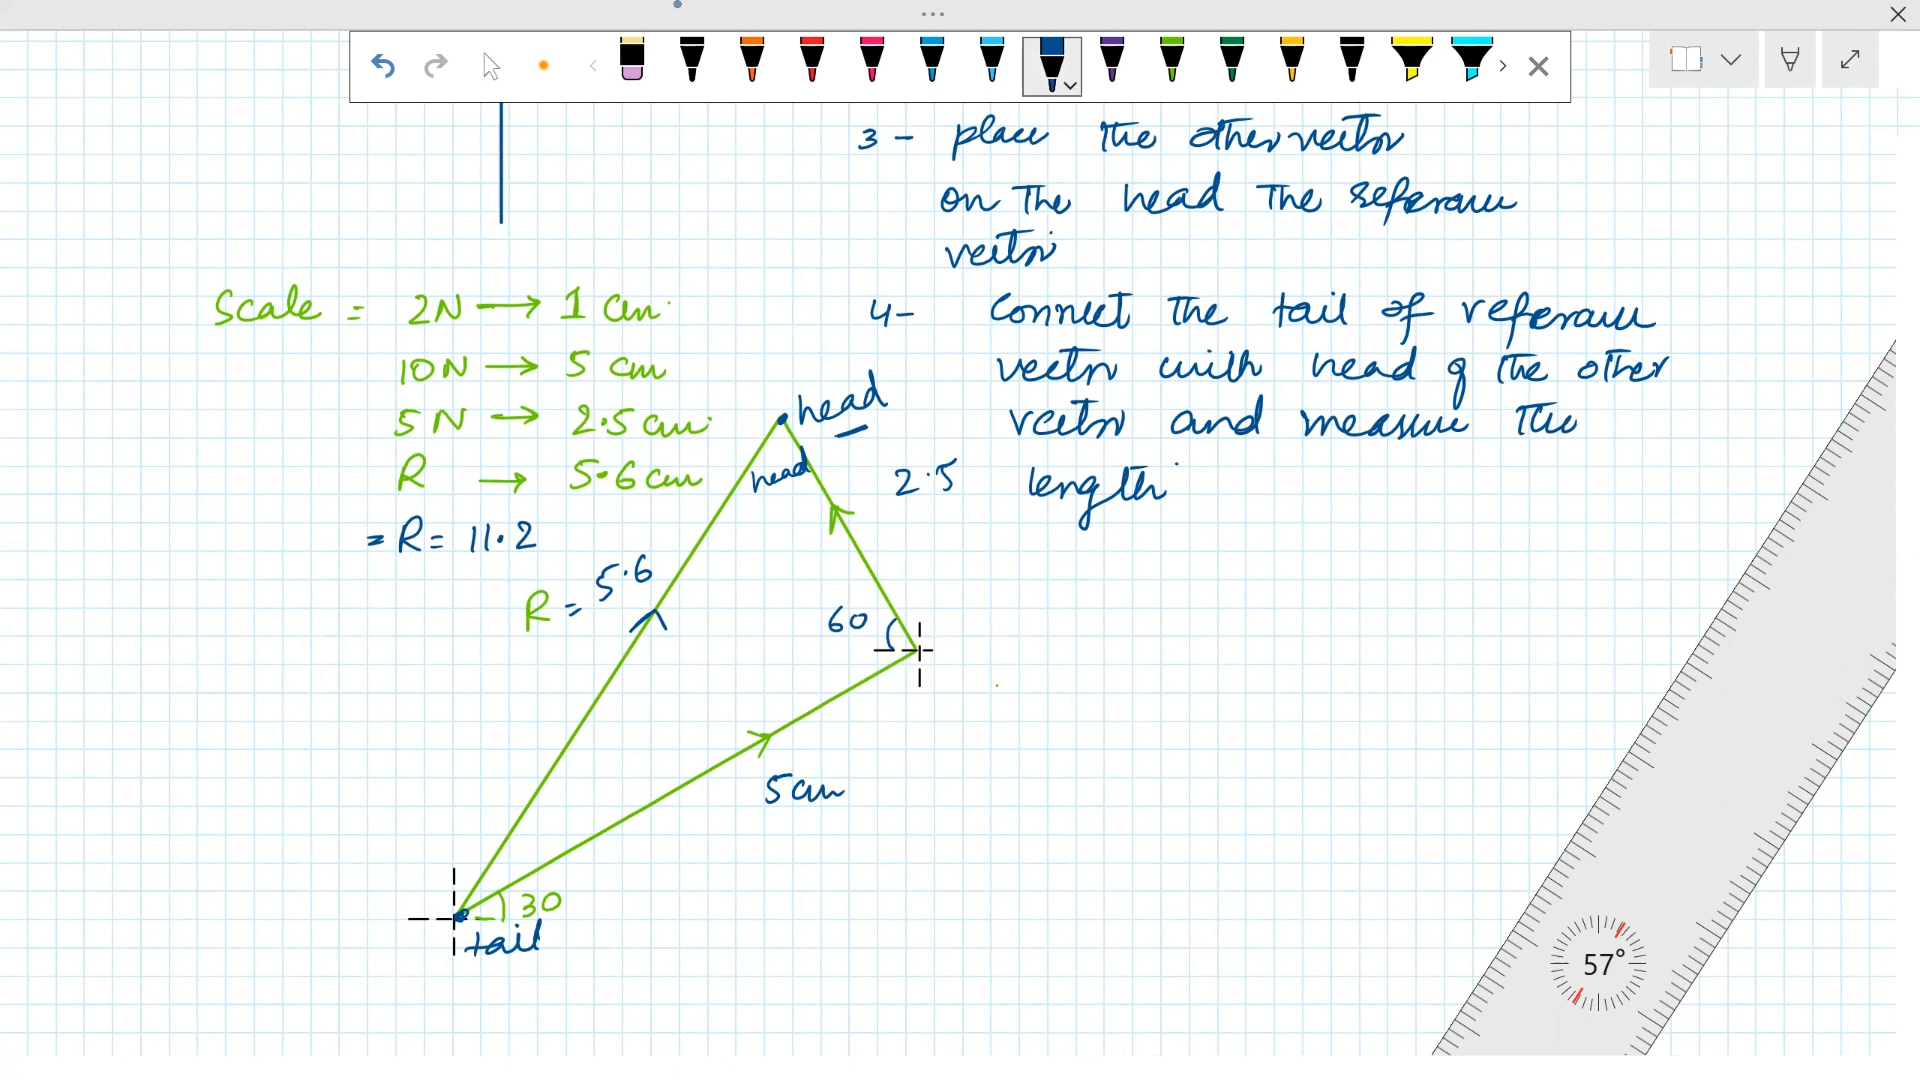 3 - place the other vector
on the head the reference
vector
Scale = 2N → 1 cm.
10N → 5 cm
5N → 2.5 cm.
R → 5.6 cm
= R = 11.2
4- Connect the tail of reference
vector with head of the other
vector and measure the
length
head
head
2.5
R = 5.6
60
5 cm
30
tail
57°